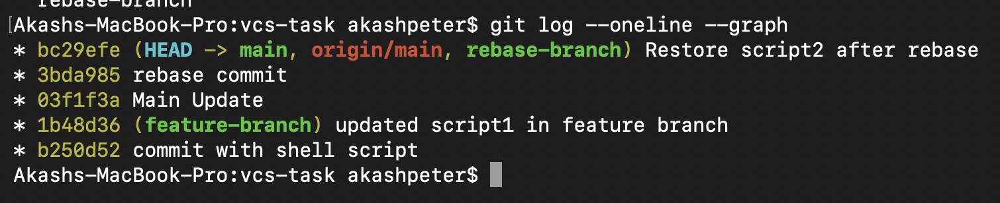 rebase-branch
[Akashs-MacBook-Pro:vcs-task akashpeter$ git log --oneline --graph
* bc29efe (HEAD -> main, origin/main, rebase-branch) Restore script2 after rebase
* 3bda985 rebase commit
* 03f1f3a Main Update
* 1b48d36 (feature-branch) updated script1 in feature branch
* b250d52 commit with shell script
Akashs-MacBook-Pro:vcs-task akashpeter$